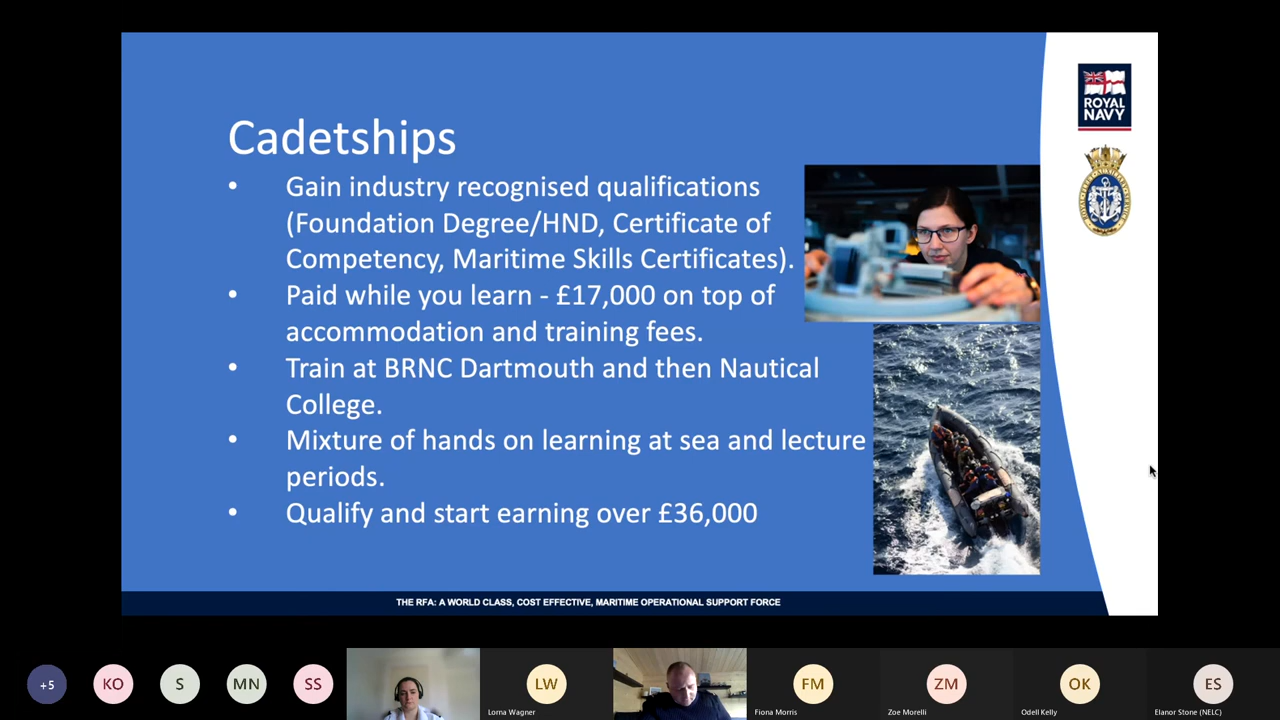 Cadetships
• Gain industry recognised qualifications
(Foundation Degree/HND, Certificate of
Competency, Maritime Skills Certificates).
• Paid while you learn - £17,000 on top of
accommodation and training fees.
• Train at BRNC Dartmouth and then Nautical
College.
• Mixture of hands on learning at sea and lecture
periods.
• Qualify and start earning over £36,000
ROYAL
NAVY
THE RFA: A WORLD CLASS, COST EFFECTIVE, MARITIME OPERATIONAL SUPPORT FORCE
+5
KO
S
MN
SS
LW
Lorna Wagner
FM
Fiona Morris
ZM
Zoe Morelli
OK
Odell Kelly
ES
Elanor Stone (NELC)